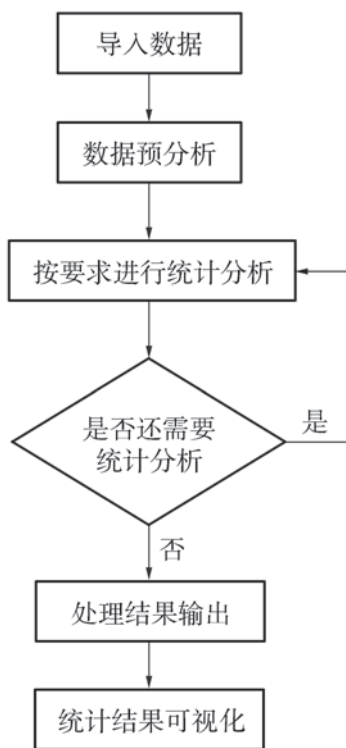 导入数据
数据预分析
按要求进行统计分析
是否还需要
统计分析
是
否
处理结果输出
统计结果可视化